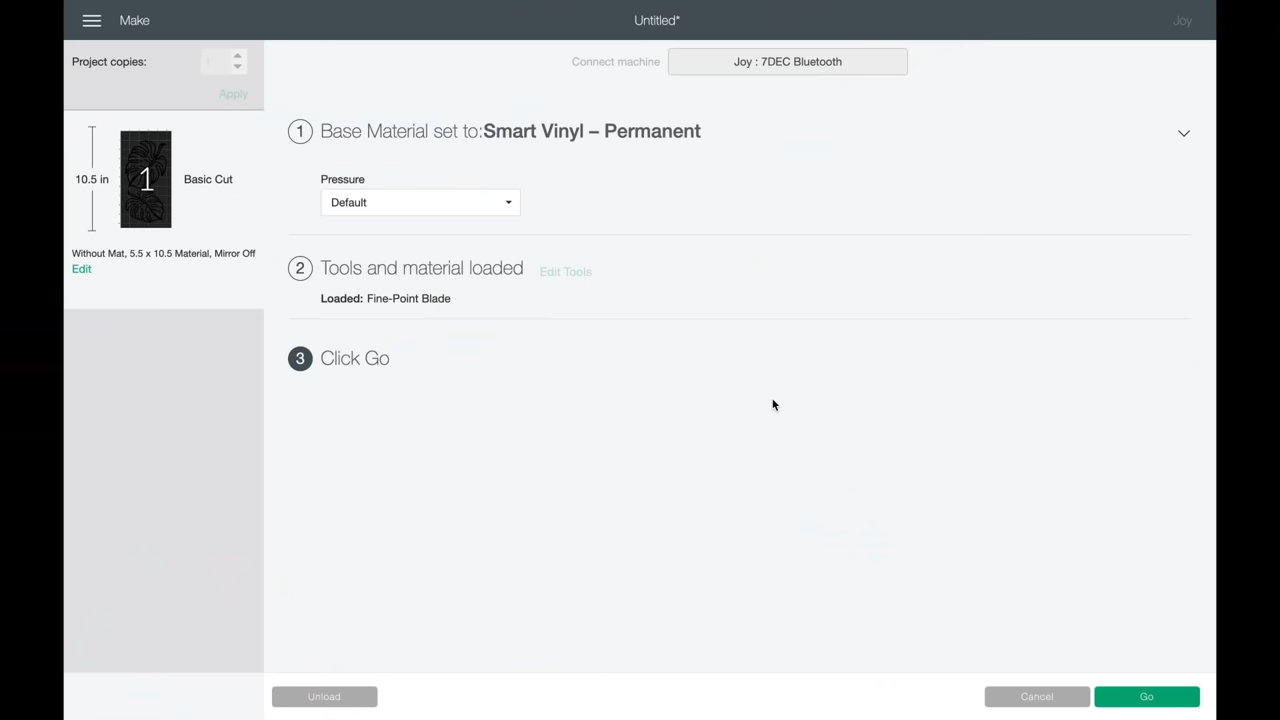 Make
Untitled*
Joy
Project copies:
Apply
Connect machine
Joy : 7DEC Bluetooth
10.5 in
1
Basic Cut
Without Mat, 5.5 x 10.5 Material, Mirror Off
Edit
1 Base Material set to:Smart Vinyl – Permanent
Pressure
Default
2 Tools and material loaded Edit Tools
Loaded: Fine-Point Blade
3 Click Go
Unload
Cancel
Go